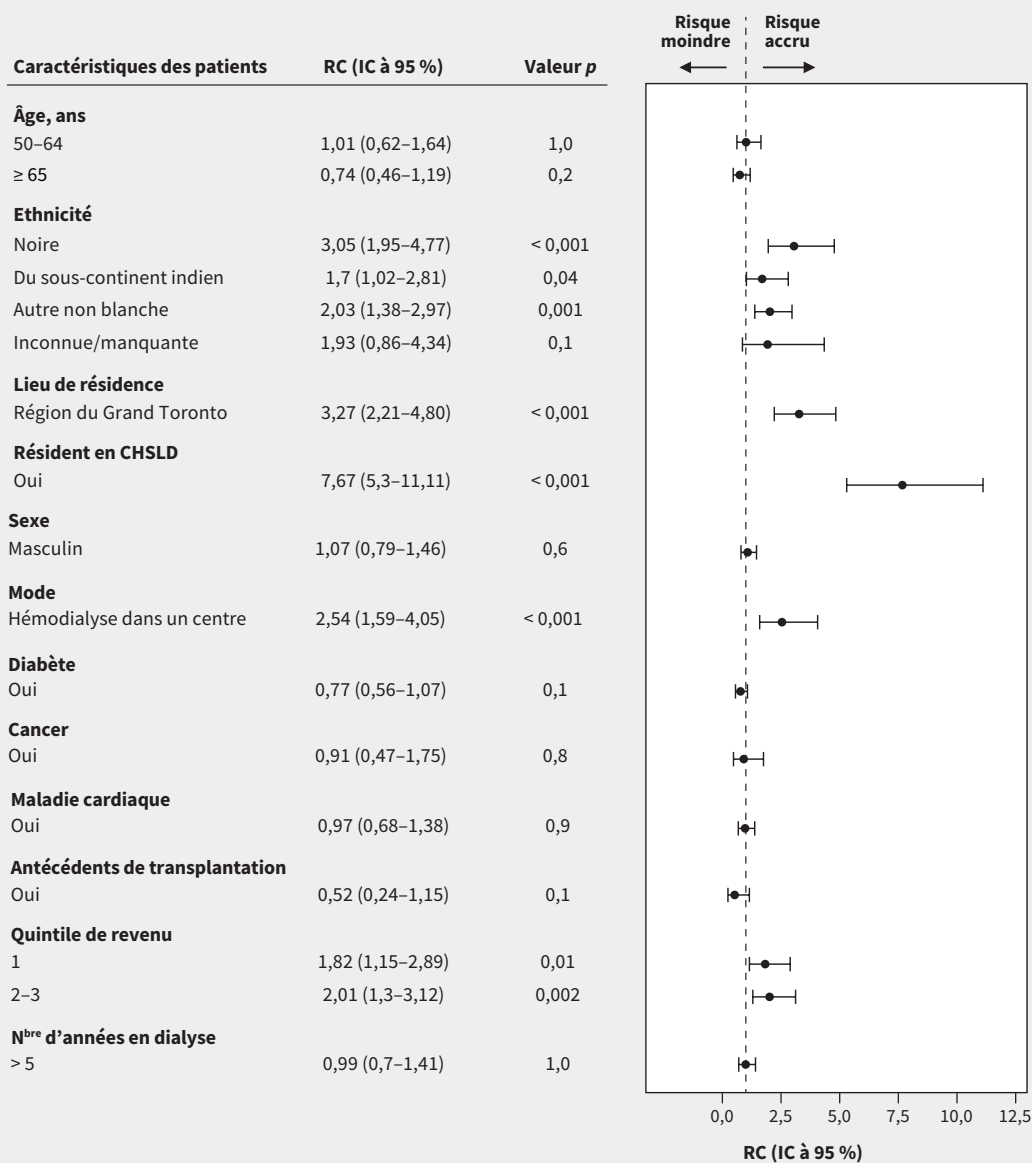 Risque moindre
Risque accru
Caractéristiques des patients RC (IC à 95 %) Valeur p
Âge, ans
50–64 1,01 (0,62–1,64) 1,0
≥ 65 0,74 (0,46–1,19) 0,2
Ethnicité
Noire 3,05 (1,95–4,77) < 0,001
Du sous-continent indien 1,7 (1,02–2,81) 0,04
Autre non blanche 2,03 (1,38–2,97) 0,001
Inconnue/manquante 1,93 (0,86–4,34) 0,1
Lieu de résidence
Région du Grand Toronto 3,27 (2,21–4,80) < 0,001
Résident en CHSLD
Oui 7,67 (5,3–11,11) < 0,001
Sexe
Masculin 1,07 (0,79–1,46) 0,6
Mode
Hémodialyse dans un centre 2,54 (1,59–4,05) < 0,001
Diabète
Oui 0,77 (0,56–1,07) 0,1
Cancer
Oui 0,91 (0,47–1,75) 0,8
Maladie cardiaque
Oui 0,97 (0,68–1,38) 0,9
Antécédents de transplantation
Oui 0,52 (0,24–1,15) 0,1
Quintile de revenu
1 1,82 (1,15–2,89) 0,01
2–3 2,01 (1,3–3,12) 0,002
Nbre d'années en dialyse
> 5 0,99 (0,7–1,41) 1,0
0,0 2,5 5,0 7,5 10,0 12,5
RC (IC à 95 %)